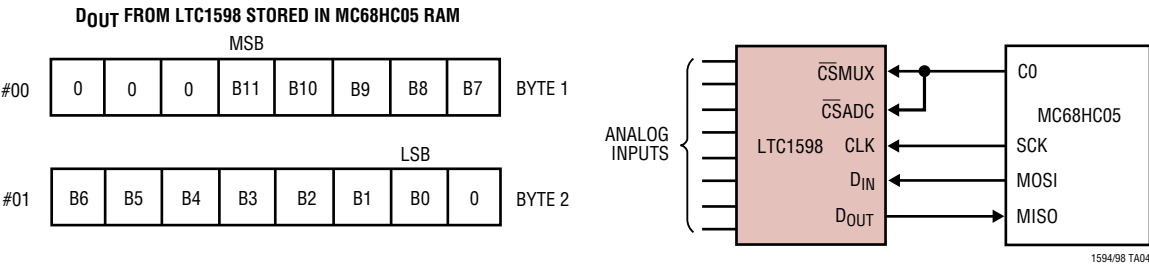 DOUT FROM LTC1598 STORED IN MC68HC05 RAM
MSB
#00 0 0 0 B11 B10 B9 B8 B7 BYTE 1
LSB
#01 B6 B5 B4 B3 B2 B1 B0 0 BYTE 2
ANALOG
INPUTS
CSMUX
CSADC
LTC1598 CLK
DIN
DOUT
C0
MC68HC05
SCK
MOSI
MISO
1594/98 TA04